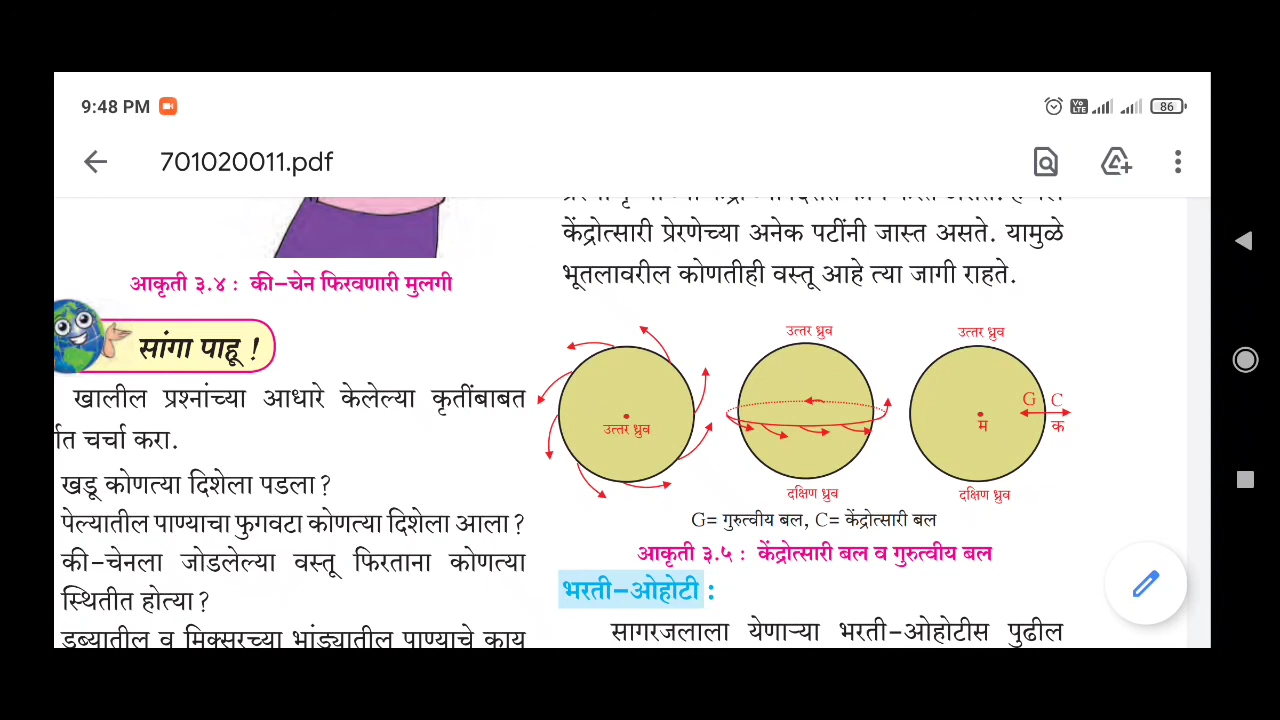 9:48 PM
86
701020011.pdf
आकृती ३.४ : की-चेन फिरवणारी मुलगी
सांगा पाहू !
खालील प्रश्नांच्या आधारे केलेल्या कृतींबाबत
चर्चा करा.
खडू कोणत्या दिशेला पडला ?
पेल्यातील पाण्याचा फुगवटा कोणत्या दिशेला आला ?
की-चेनला जोडलेल्या वस्तू फिरताना कोणत्या
स्थितीत होत्या ?
डब्यातील व मिक्सरच्या भांड्यातील पाण्याचे काय
केंद्रोत्सारी प्रेरणेच्या अनेक पटींनी जास्त असते. यामुळे
भूतलावरील कोणतीही वस्तू आहे त्या जागी राहते.
उत्तर ध्रुव
उत्तर ध्रुव
उत्तर ध्रुव
G C
म क
दक्षिण ध्रुव
दक्षिण ध्रुव
G= गुरुत्वीय बल, C= केंद्रोत्सारी बल
आकृती ३.५ : केंद्रोत्सारी बल व गुरुत्वीय बल
भरती-ओहोटी :
सागरजलाला येणाऱ्या भरती-ओहोटीस पुढील